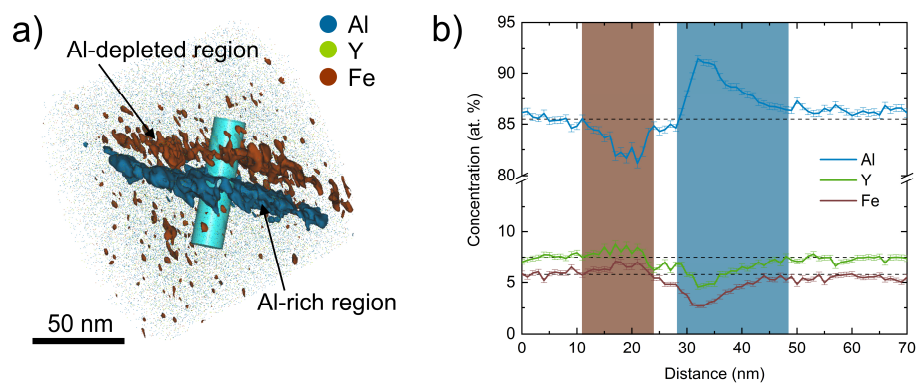 a)
Al
Y
Fe
Al-depleted region
Al-rich region
50 nm
b)
Concentration (at. %)
95
90
85
80
10
5
0
Al
Y
Fe
0 10 20 30 40 50 60 70
Distance (nm)